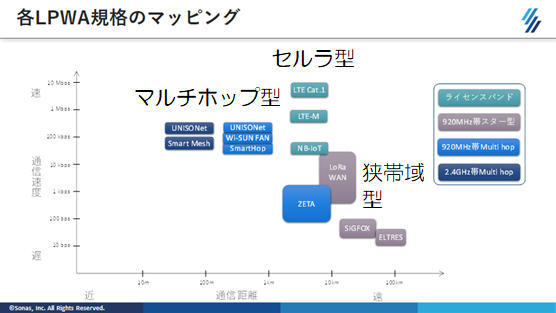 各LPWA規格のマッピング
セルラ型
マルチホップ型
狭帯域
型
速
通信速度
遅
10 Mbps
1 Mbps
100 kbps
10 kbps
1 kbps
100 bps
10 bps
UNISONet
Smart Mesh
UNISONet
Wi-SUN FAN
SmartHop
LTE Cat.1
LTE-M
NB-IoT
LoRa
WAN
ZETA
SIGFOX
ELTRES
ライセンスバンド
920MHz帯スター型
920MHz帯Multi hop
2.4GHz帯Multi hop
10m
100m
1km
10km
100km
近
通信距離
遠
©Sonas, Inc. All Rights Reserved.